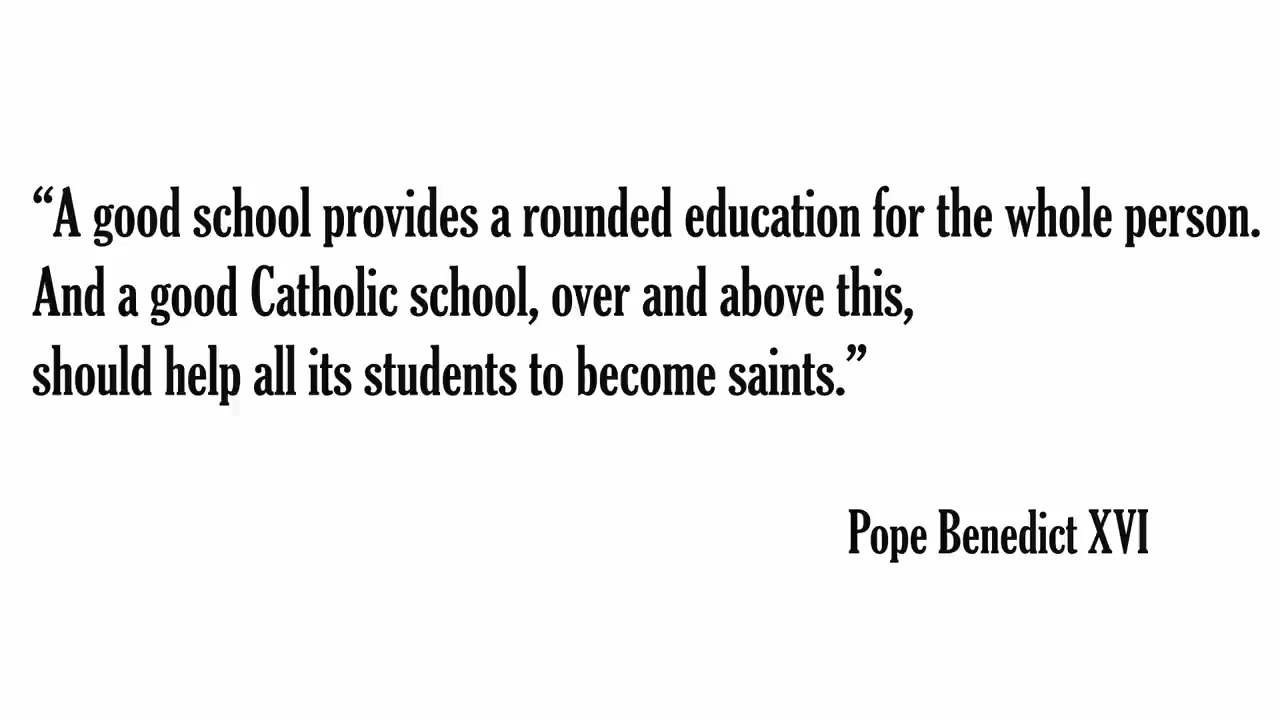 “A good school provides a rounded education for the whole person.
And a good Catholic school, over and above this,
should help all its students to become saints.”
Pope Benedict XVI